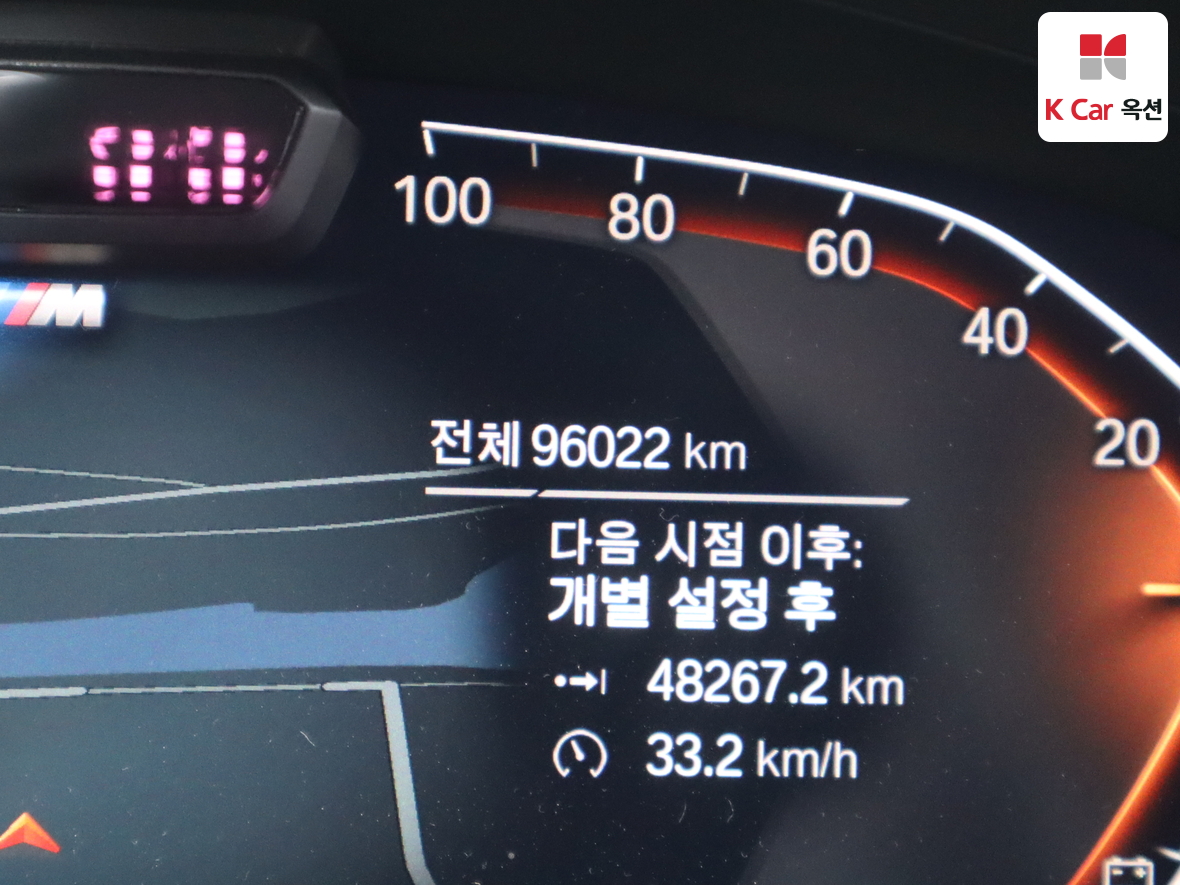 K Car 옥션
100
80
60
40
20
M
전체 96022 km
다음 시점 이후:
개별 설정 후
48267.2 km
33.2 km/h